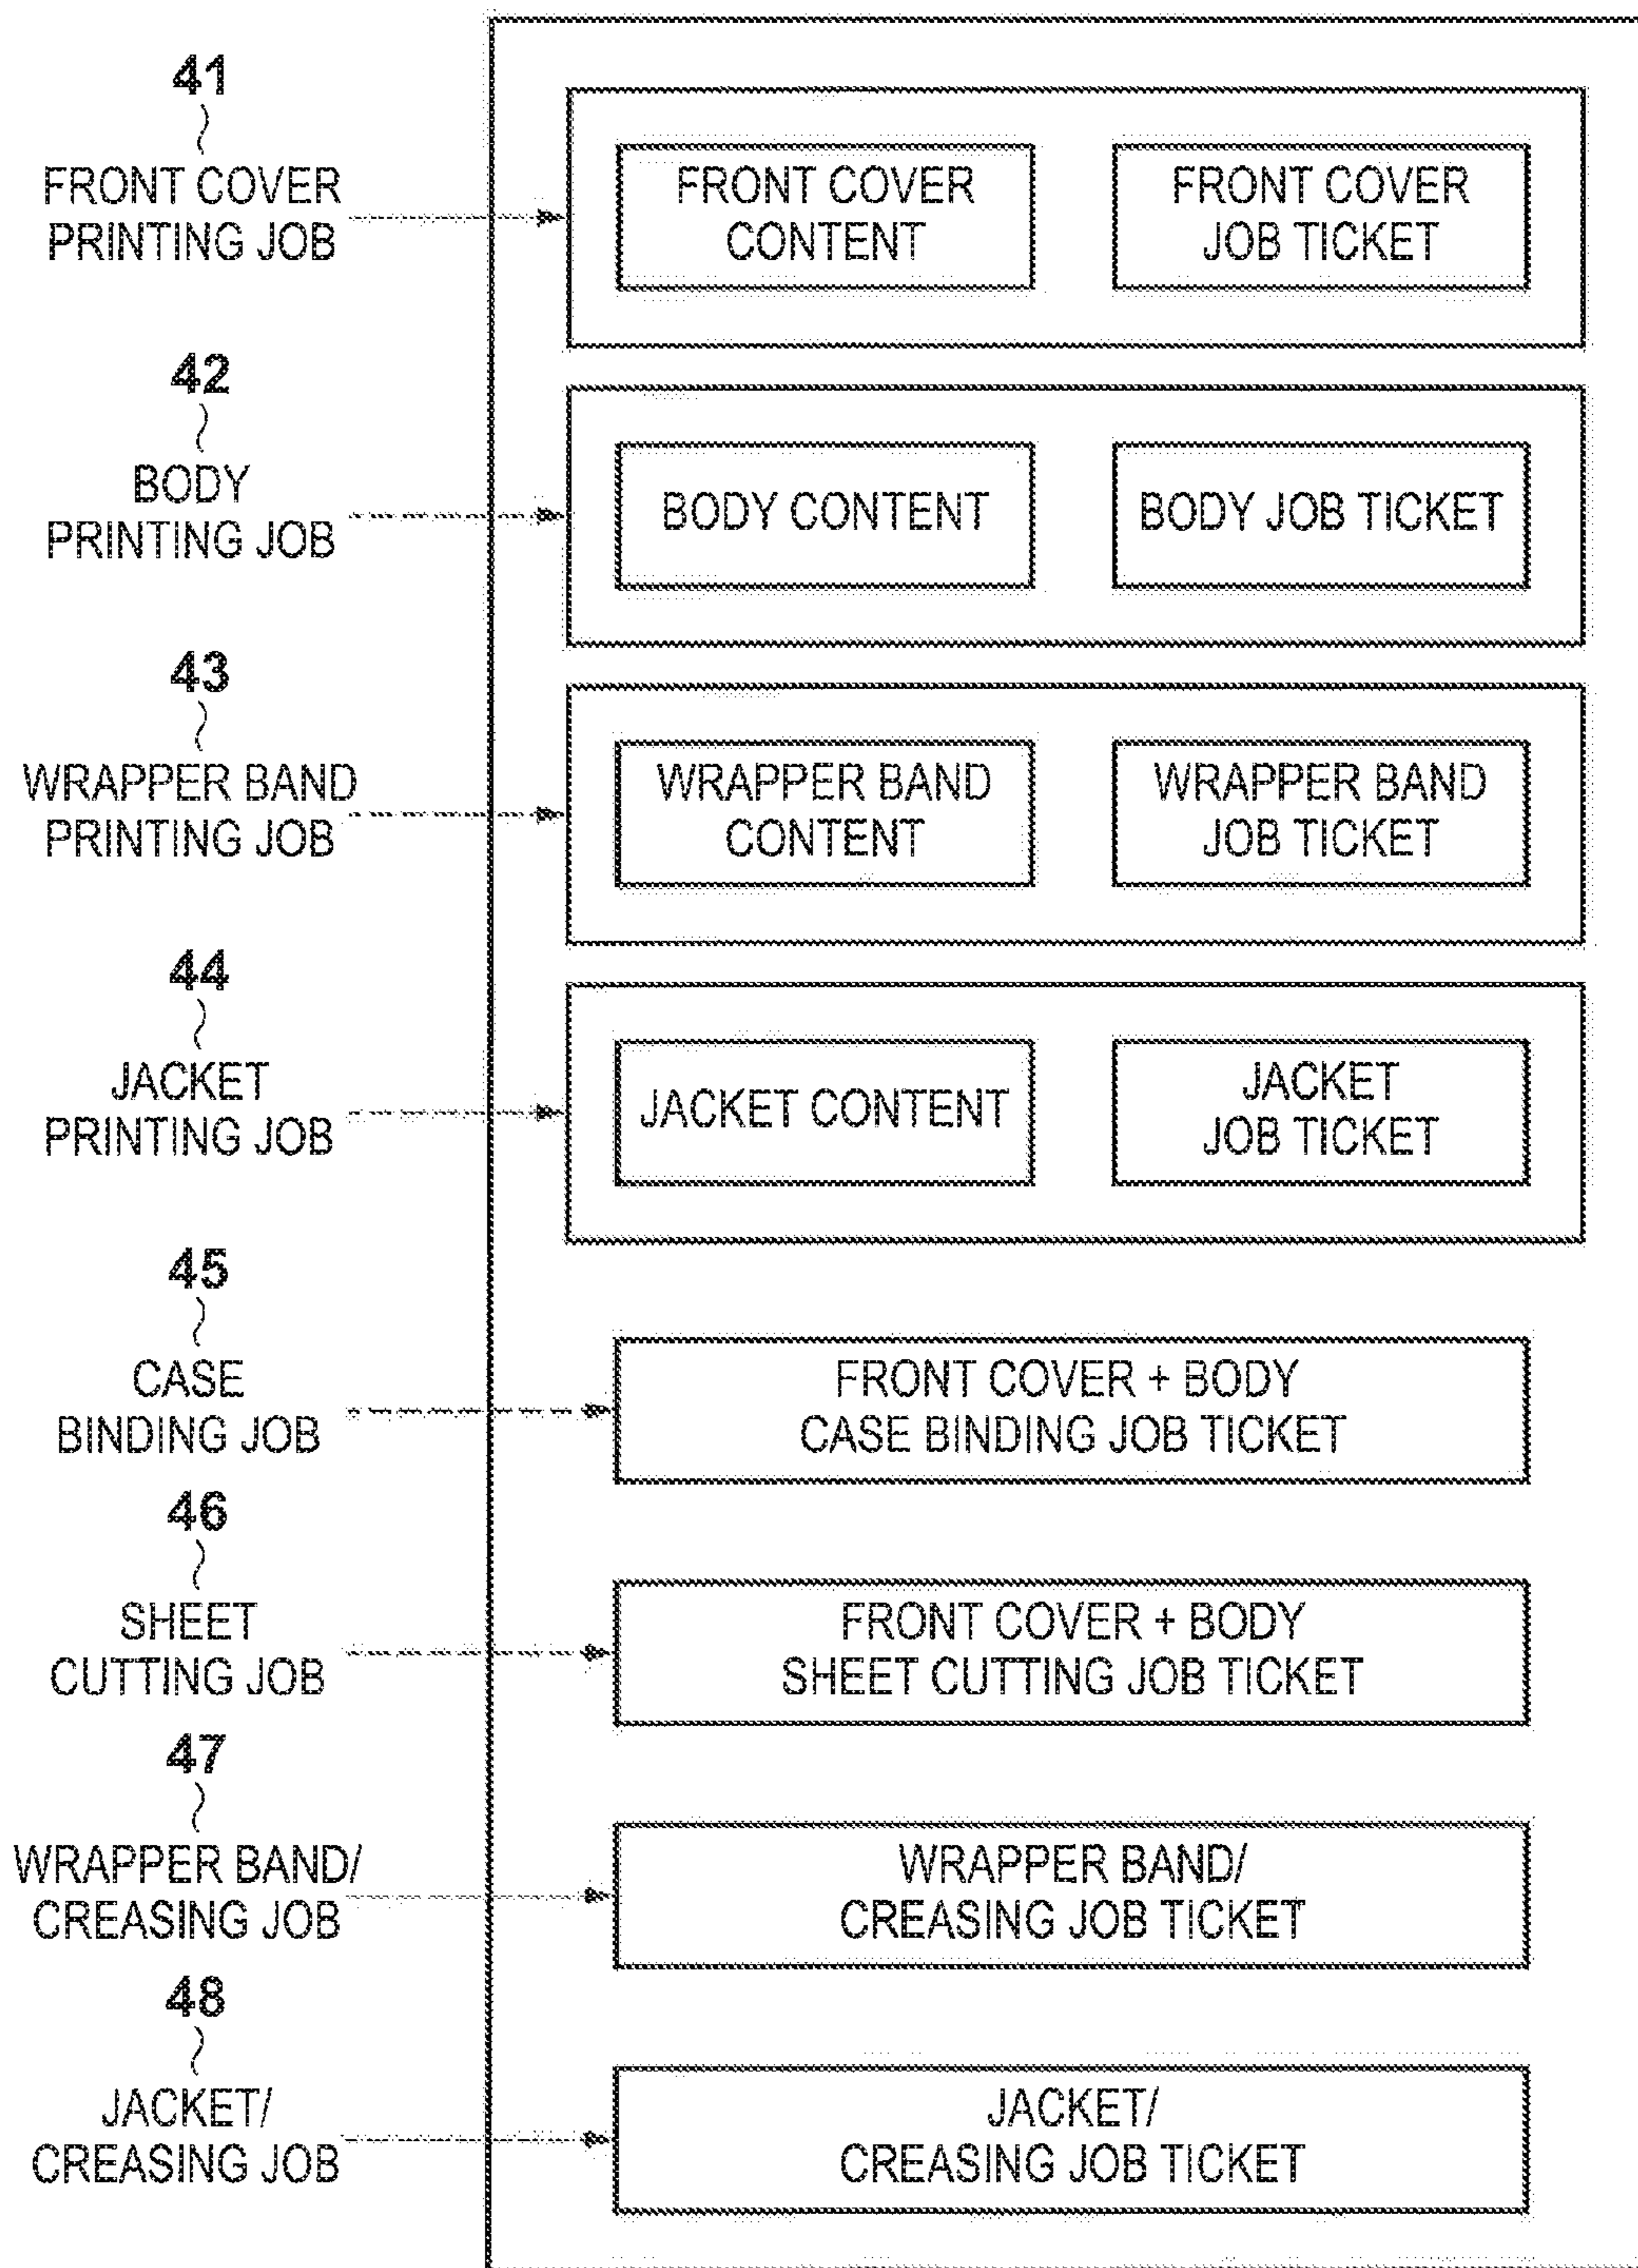 41
FRONT COVER
PRINTING JOB
FRONT COVER
CONTENT
FRONT COVER
JOB TICKET
42
BODY
PRINTING JOB
BODY CONTENT
BODY JOB TICKET
43
WRAPPER BAND
PRINTING JOB
WRAPPER BAND
CONTENT
WRAPPER BAND
JOB TICKET
44
JACKET
PRINTING JOB
JACKET CONTENT
JACKET
JOB TICKET
45
CASE
BINDING JOB
FRONT COVER + BODY
CASE BINDING JOB TICKET
46
SHEET
CUTTING JOB
FRONT COVER + BODY
SHEET CUTTING JOB TICKET
47
WRAPPER BAND/
CREASING JOB
WRAPPER BAND/
CREASING JOB TICKET
48
JACKET/
CREASING JOB
JACKET/
CREASING JOB TICKET